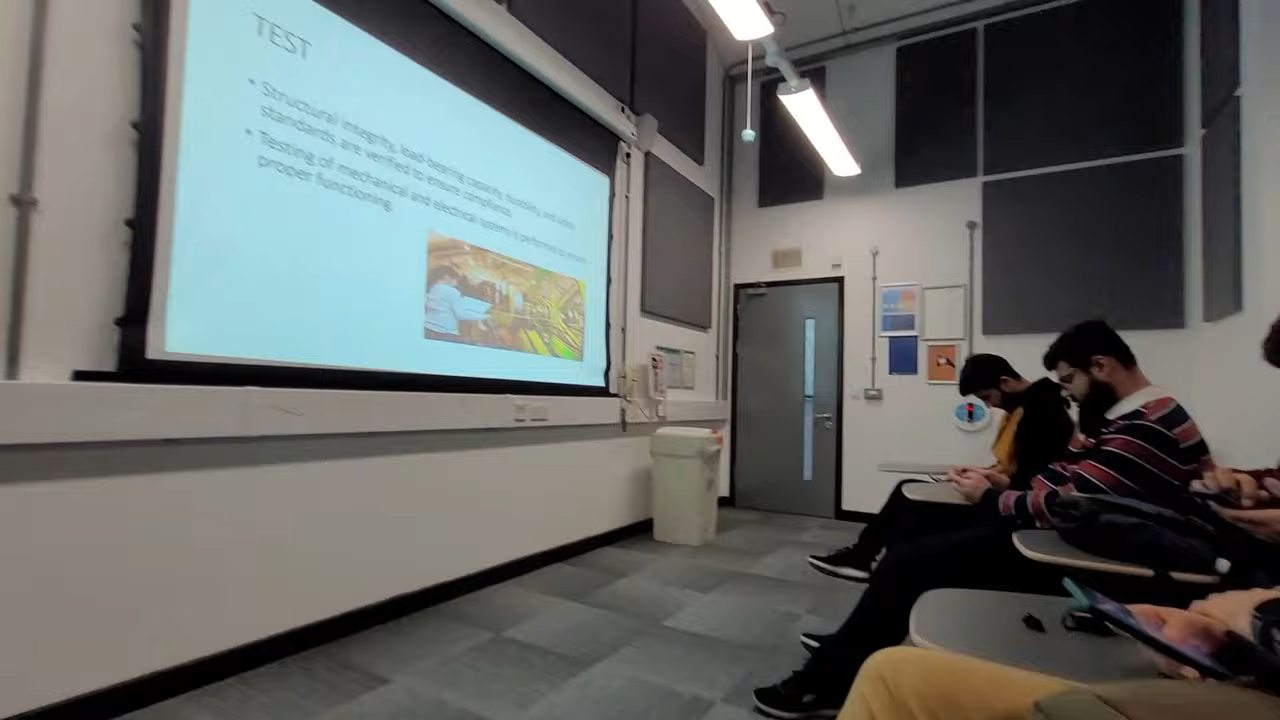 TEST
• Structural integrity, load-bearing capacity, durability, and safety
standards are verified to ensure compliance.
• Testing of mechanical and electrical systems is performed to ensure
proper functioning.